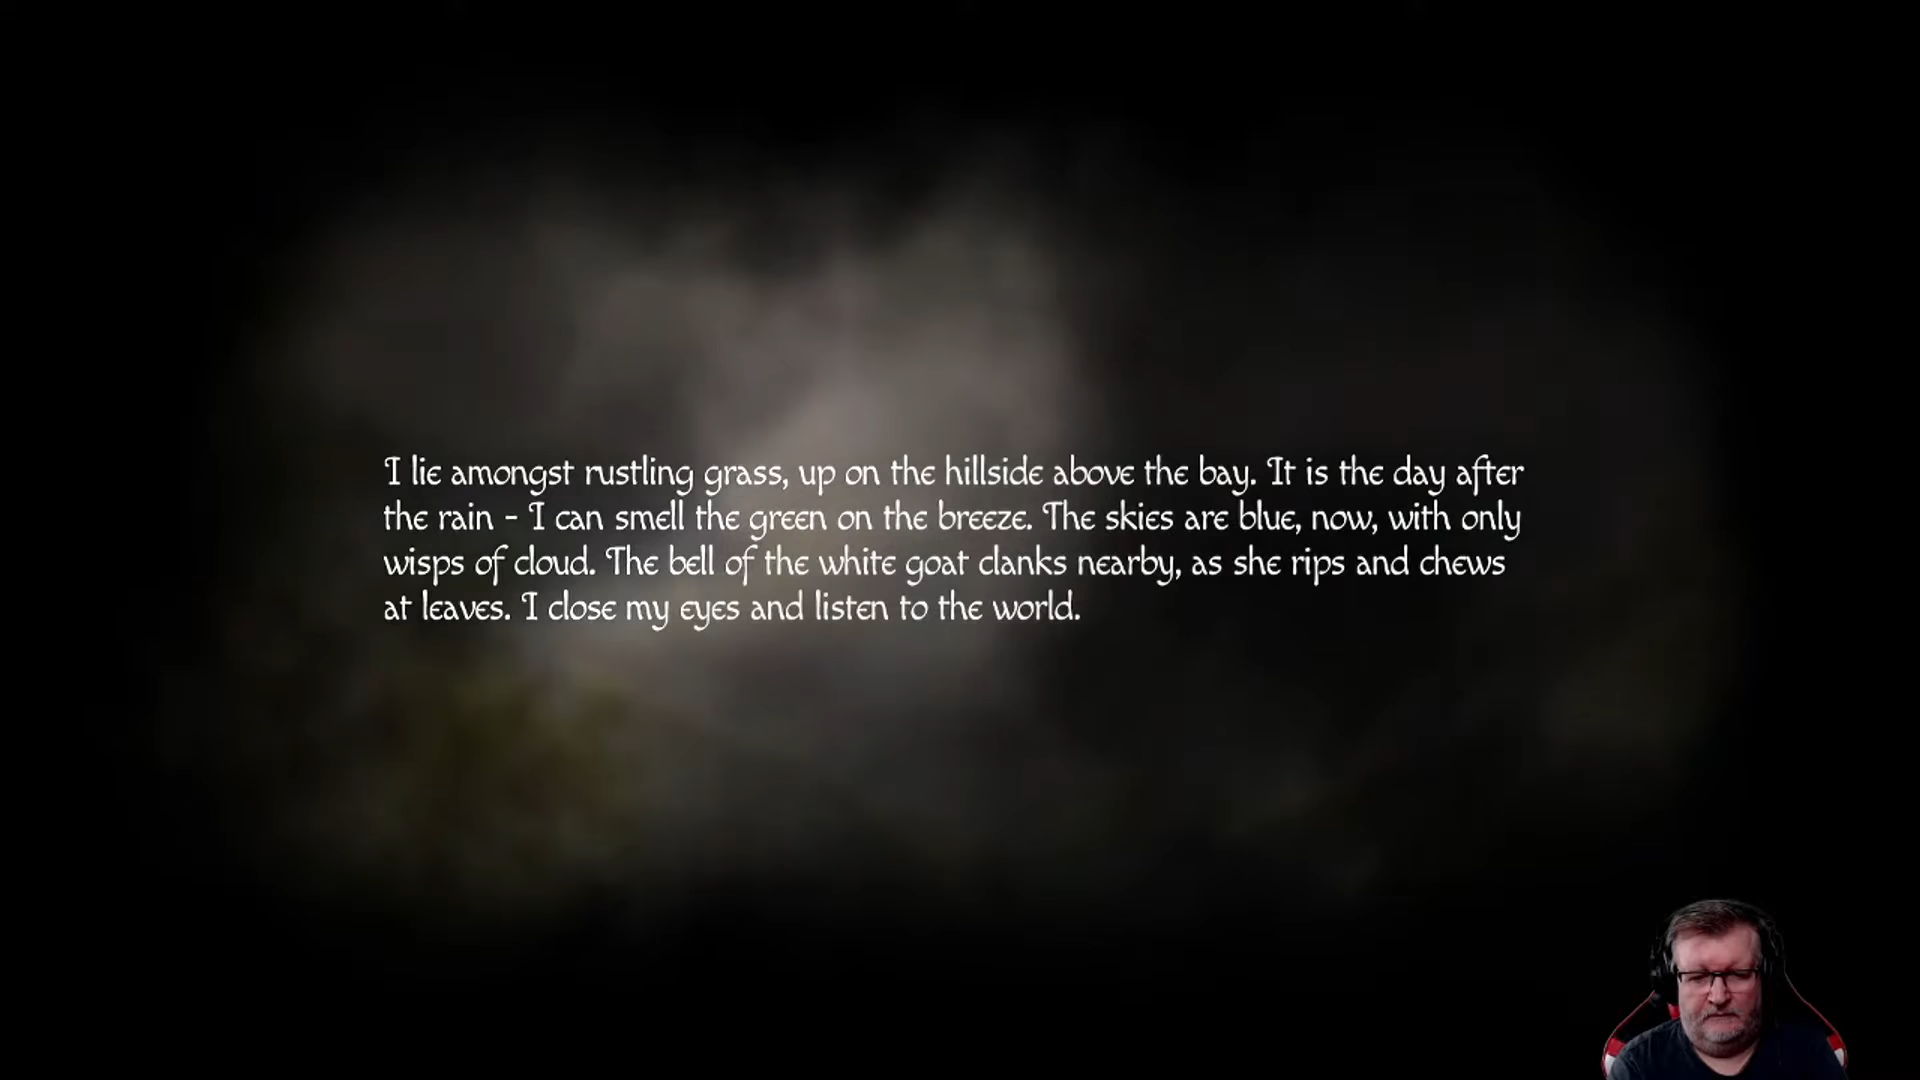 I lie amongst rustling grass, up on the hillside above the bay. It is the day after
the rain - I can smell the green on the breeze. The skies are blue, now, with only
wisps of cloud. The bell of the white goat clanks nearby, as she rips and chews
at leaves. I close my eyes and listen to the world.